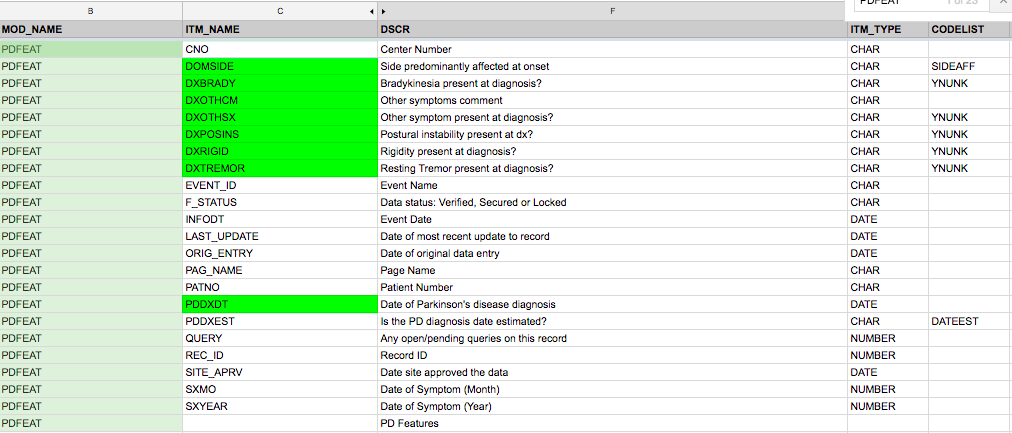 PDFEAT 1 of 23
B C F
MOD_NAME ITM_NAME DSCR ITM_TYPE CODELIST
PDFEAT CNO Center Number CHAR
PDFEAT DOMSIDE Side predominantly affected at onset CHAR SIDEAFF
PDFEAT DXBRADY Bradykinesia present at diagnosis? CHAR YNUNK
PDFEAT DXOTHCM Other symptoms comment CHAR
PDFEAT DXOTHSX Other symptom present at diagnosis? CHAR YNUNK
PDFEAT DXPOSINS Postural instability present at dx? CHAR YNUNK
PDFEAT DXRIGID Rigidity present at diagnosis? CHAR YNUNK
PDFEAT DXTREMOR Resting Tremor present at diagnosis? CHAR YNUNK
PDFEAT EVENT_ID Event Name CHAR
PDFEAT F_STATUS Data status: Verified, Secured or Locked CHAR
PDFEAT INFODT Event Date DATE
PDFEAT LAST_UPDATE Date of most recent update to record DATE
PDFEAT ORIG_ENTRY Date of original data entry DATE
PDFEAT PAG_NAME Page Name CHAR
PDFEAT PATNO Patient Number CHAR
PDFEAT PDDXDT Date of Parkinson's disease diagnosis DATE
PDFEAT PDDXEST Is the PD diagnosis date estimated? CHAR DATEEST
PDFEAT QUERY Any open/pending queries on this record NUMBER
PDFEAT REC_ID Record ID NUMBER
PDFEAT SITE_APRV Date site approved the data DATE
PDFEAT SXMO Date of Symptom (Month) NUMBER
PDFEAT SXYEAR Date of Symptom (Year) NUMBER
PDFEAT PD Features